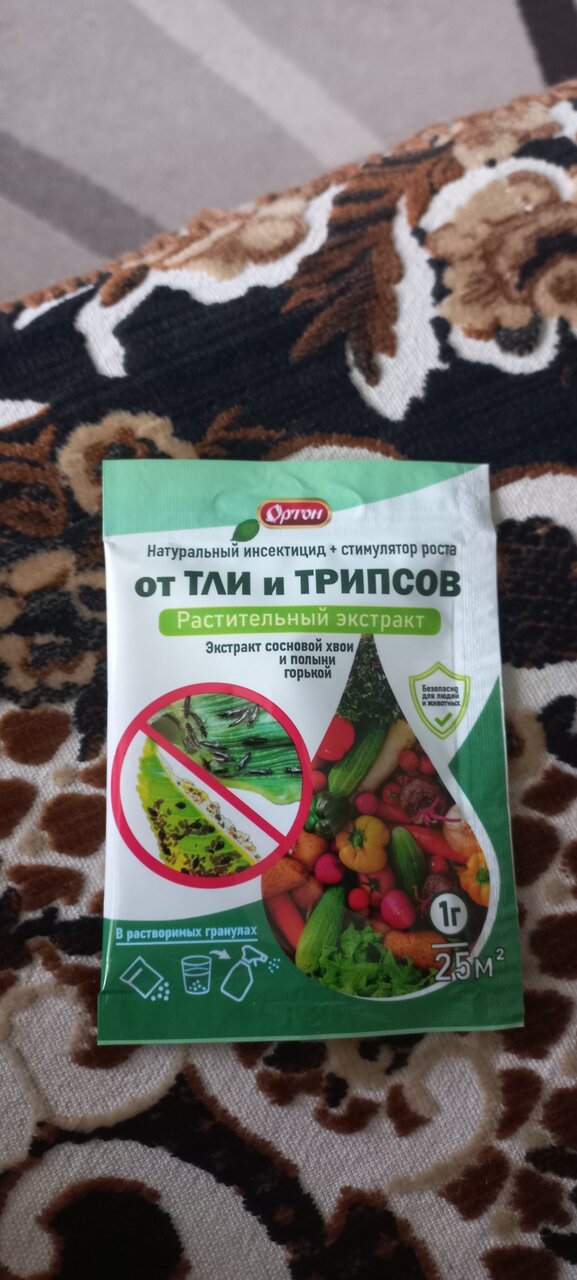 Ортон
Натуральный инсектицид + стимулятор роста
от ТЛИ и ТРИПСОВ
Растительный экстракт
Экстракт сосновой хвои
и полыни
горькой
Безопасно
для людей
и животных
1г
25м²
В растворимых гранулах